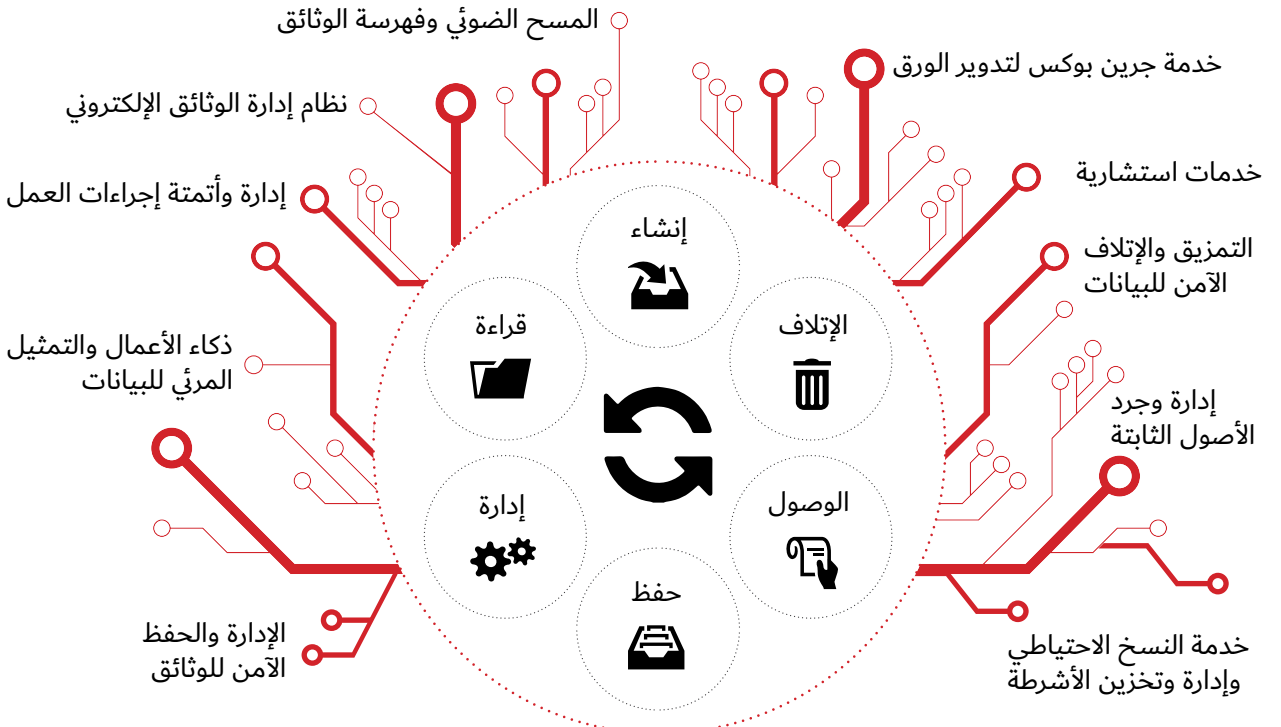 المسح الضوئي وفهرسة الوثائق
خدمة جرين بوكس لتدوير الورق
نظام إدارة الوثائق الإلكتروني
خدمات استشارية
إدارة وأتمتة إجراءات العمل
التمزيق والإتلاف
الآمن للبيانات
ذكاء الأعمال والتمثيل
المرئي للبيانات
إدارة وجرد
الأصول الثابتة
الإدارة والحفظ
الآمن للوثائق
خدمة النسخ الاحتياطي
وإدارة وتخزين الأشرطة
إنشاء
الإتلاف
قراءة
الوصول
إدارة
حفظ